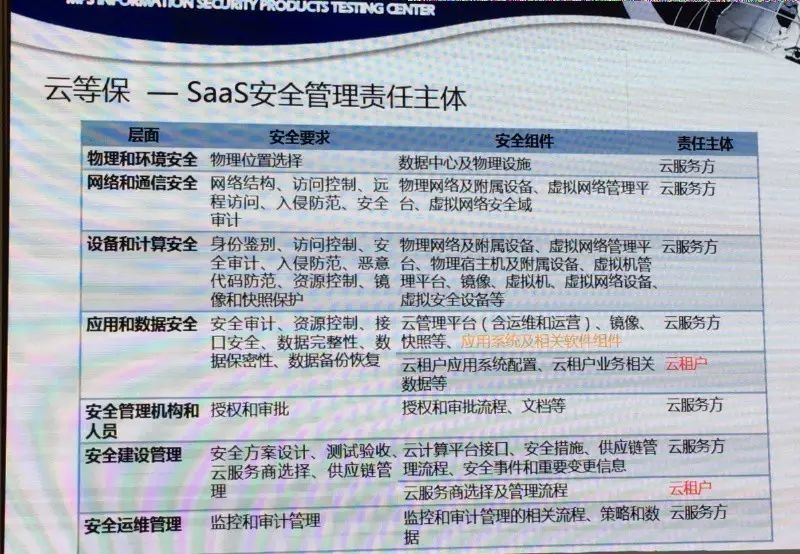 MPS INFORMATION SECURITY PRODUCTS TESTING CENTER
云等保 — SaaS安全管理责任主体
层面 安全要求 安全组件 责任主体
物理和环境安全 物理位置选择 数据中心及物理设施 云服务方
网络和通信安全 网络结构、访问控制、远 物理网络及附属设备、虚拟网络管理平 云服务方
程访问、入侵防范、安全 台、虚拟网络安全域
审计
设备和计算安全 身份鉴别、访问控制、安 物理网络及附属设备、虚拟网络管理平 云服务方
全审计、入侵防范、恶意 台、物理宿主机及附属设备、虚拟机管
代码防范、资源控制、镜 理平台、镜像、虚拟机、虚拟网络设备、
像和快照保护 虚拟安全设备等
应用和数据安全 安全审计、资源控制、接 云管理平台（含运维和运营）、镜像、 云服务方
口安全、数据完整性、数 快照等、应用系统及相关软件组件
据保密性、数据备份恢复 云租户应用系统配置、云租户业务相关 云租户
数据等
安全管理机构和 授权和审批 授权和审批流程、文档等 云服务方
人员
安全建设管理 安全方案设计、测试验收、 云计算平台接口、安全措施、供应链管 云服务方
云服务商选择、供应链管 理流程、安全事件和重要变更信息
理 云服务商选择及管理流程 云租户
安全运维管理 监控和审计管理 监控和审计管理的相关流程、策略和数 云服务方
据